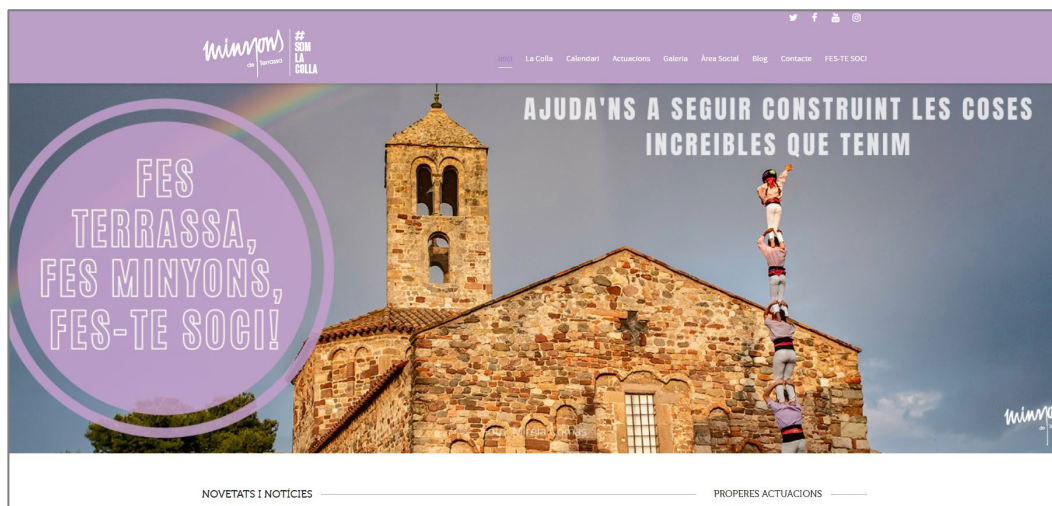 minyons
de Terrassa
#
SOM
LA
COLLA
Inici La Colla Calendari Actuacions Galeria Àrea Social Blog Contacte FES-TE SOCI
AJUDA'NS A SEGUIR CONSTRUINT LES COSES
INCREIBLES QUE TENIM
FES
TERRASSA,
FES MINYONS,
FES-TE SOCI!
NOVETATS I NOTÍCIES
PROPERES ACTUACIONS